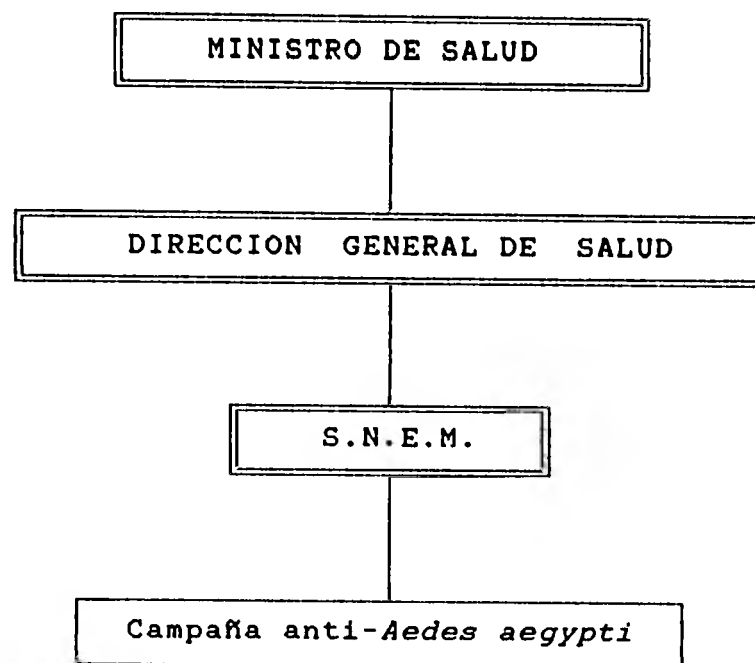 MINISTRO DE SALUD
DIRECCION GENERAL DE SALUD
S.N.E.M.
Campaña anti-Aedes aegypti